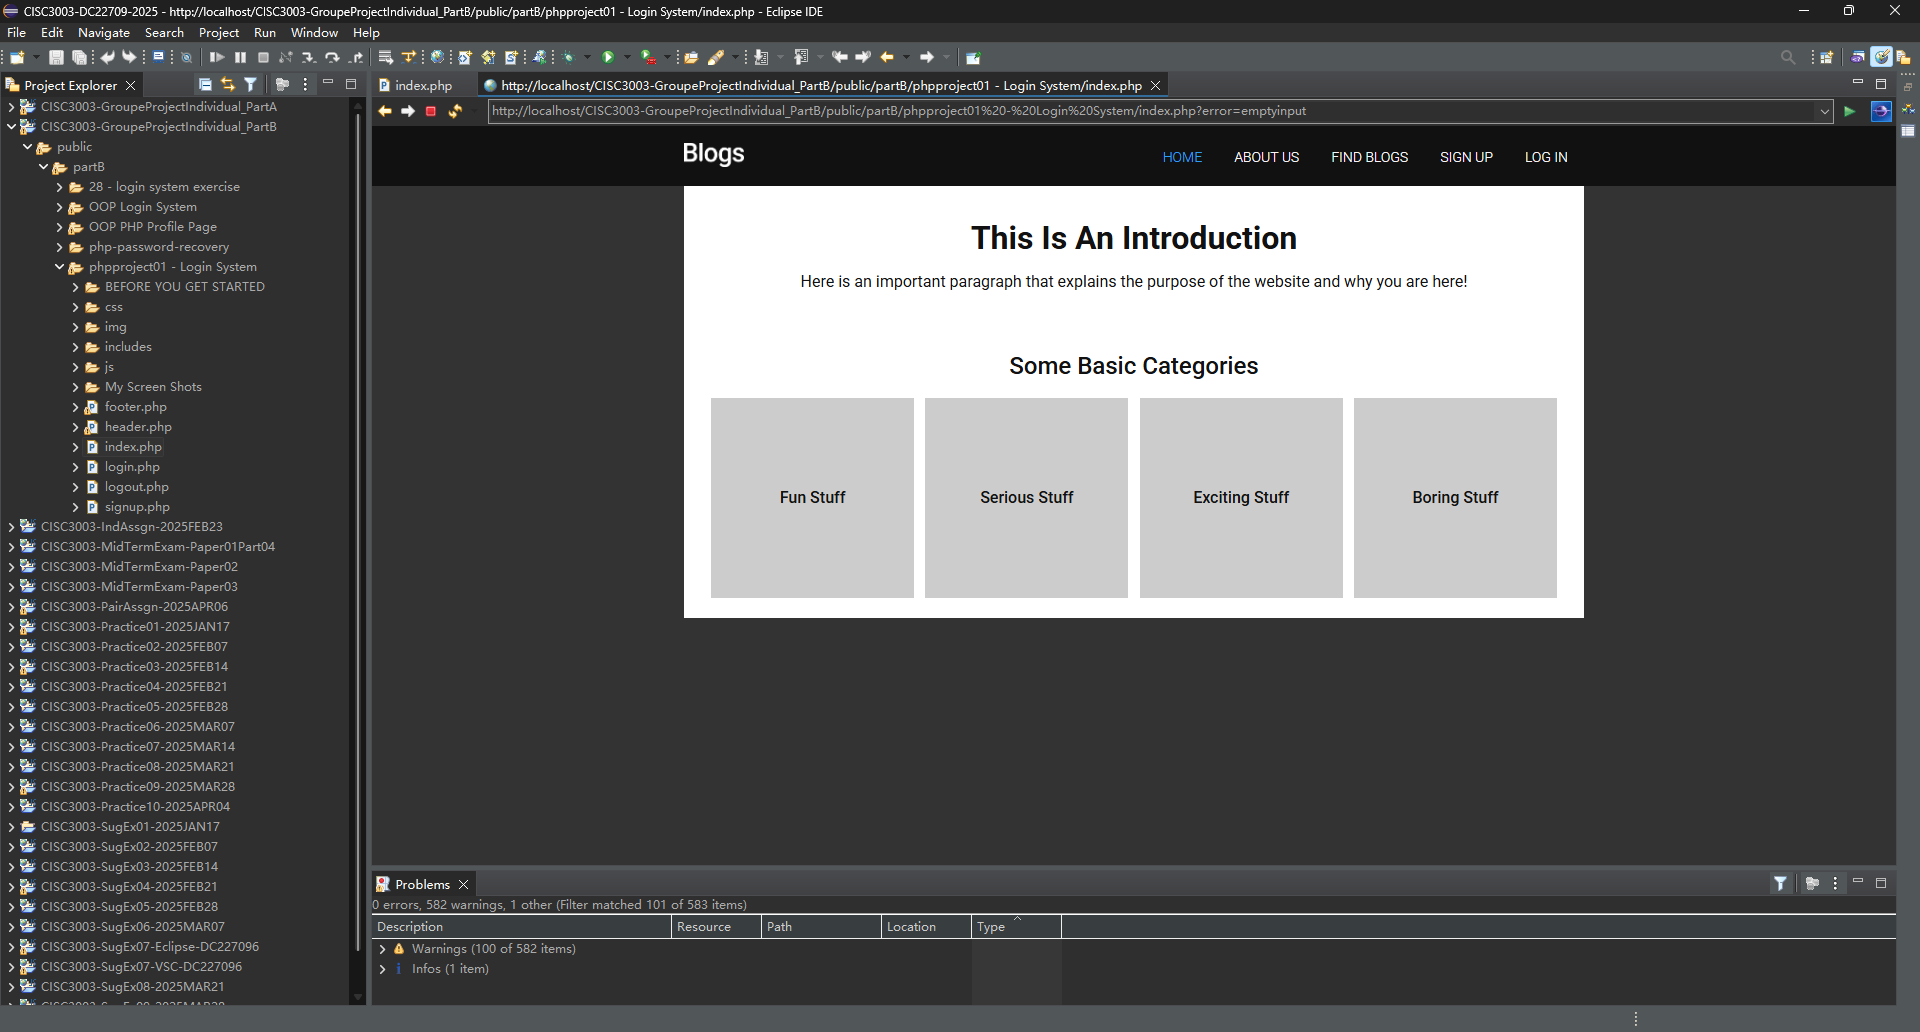 CISC3003-DC22709-2025 - http://localhost/CISC3003-GroupeProjectIndividual_PartB/public/partB/phpproject01 - Login System/index.php - Eclipse IDE
File Edit Navigate Search Project Run Window Help
Project Explorer
CISC3003-GroupeProjectIndividual_PartA
CISC3003-GroupeProjectIndividual_PartB
public
partB
28 - login system exercise
OOP Login System
OOP PHP Profile Page
php-password-recovery
phpproject01 - Login System
BEFORE YOU GET STARTED
css
img
includes
js
My Screen Shots
footer.php
header.php
index.php
login.php
logout.php
signup.php
CISC3003-IndAssgn-2025FEB23
CISC3003-MidTermExam-Paper01Part04
CISC3003-MidTermExam-Paper02
CISC3003-MidTermExam-Paper03
CISC3003-PairAssgn-2025APR06
CISC3003-Practice01-2025JAN17
CISC3003-Practice02-2025FEB07
CISC3003-Practice03-2025FEB14
CISC3003-Practice04-2025FEB21
CISC3003-Practice05-2025FEB28
CISC3003-Practice06-2025MAR07
CISC3003-Practice07-2025MAR14
CISC3003-Practice08-2025MAR21
CISC3003-Practice09-2025MAR28
CISC3003-Practice10-2025APR04
CISC3003-SugEx01-2025JAN17
CISC3003-SugEx02-2025FEB07
CISC3003-SugEx03-2025FEB14
CISC3003-SugEx04-2025FEB21
CISC3003-SugEx05-2025FEB28
CISC3003-SugEx06-2025MAR07
CISC3003-SugEx07-Eclipse-DC227096
CISC3003-SugEx07-VSC-DC227096
CISC3003-SugEx08-2025MAR21
index.php
http://localhost/CISC3003-GroupeProjectIndividual_PartB/public/partB/phpproject01 - Login System/index.php
http://localhost/CISC3003-GroupeProjectIndividual_PartB/public/partB/phpproject01%20-%20Login%20System/index.php?error=emptyinput
Blogs
HOME ABOUT US FIND BLOGS SIGN UP LOG IN
This Is An Introduction
Here is an important paragraph that explains the purpose of the website and why you are here!
Some Basic Categories
Fun Stuff Serious Stuff Exciting Stuff Boring Stuff
Problems
0 errors, 582 warnings, 1 other (Filter matched 101 of 583 items)
Description Resource Path Location Type
Warnings (100 of 582 items)
Infos (1 item)